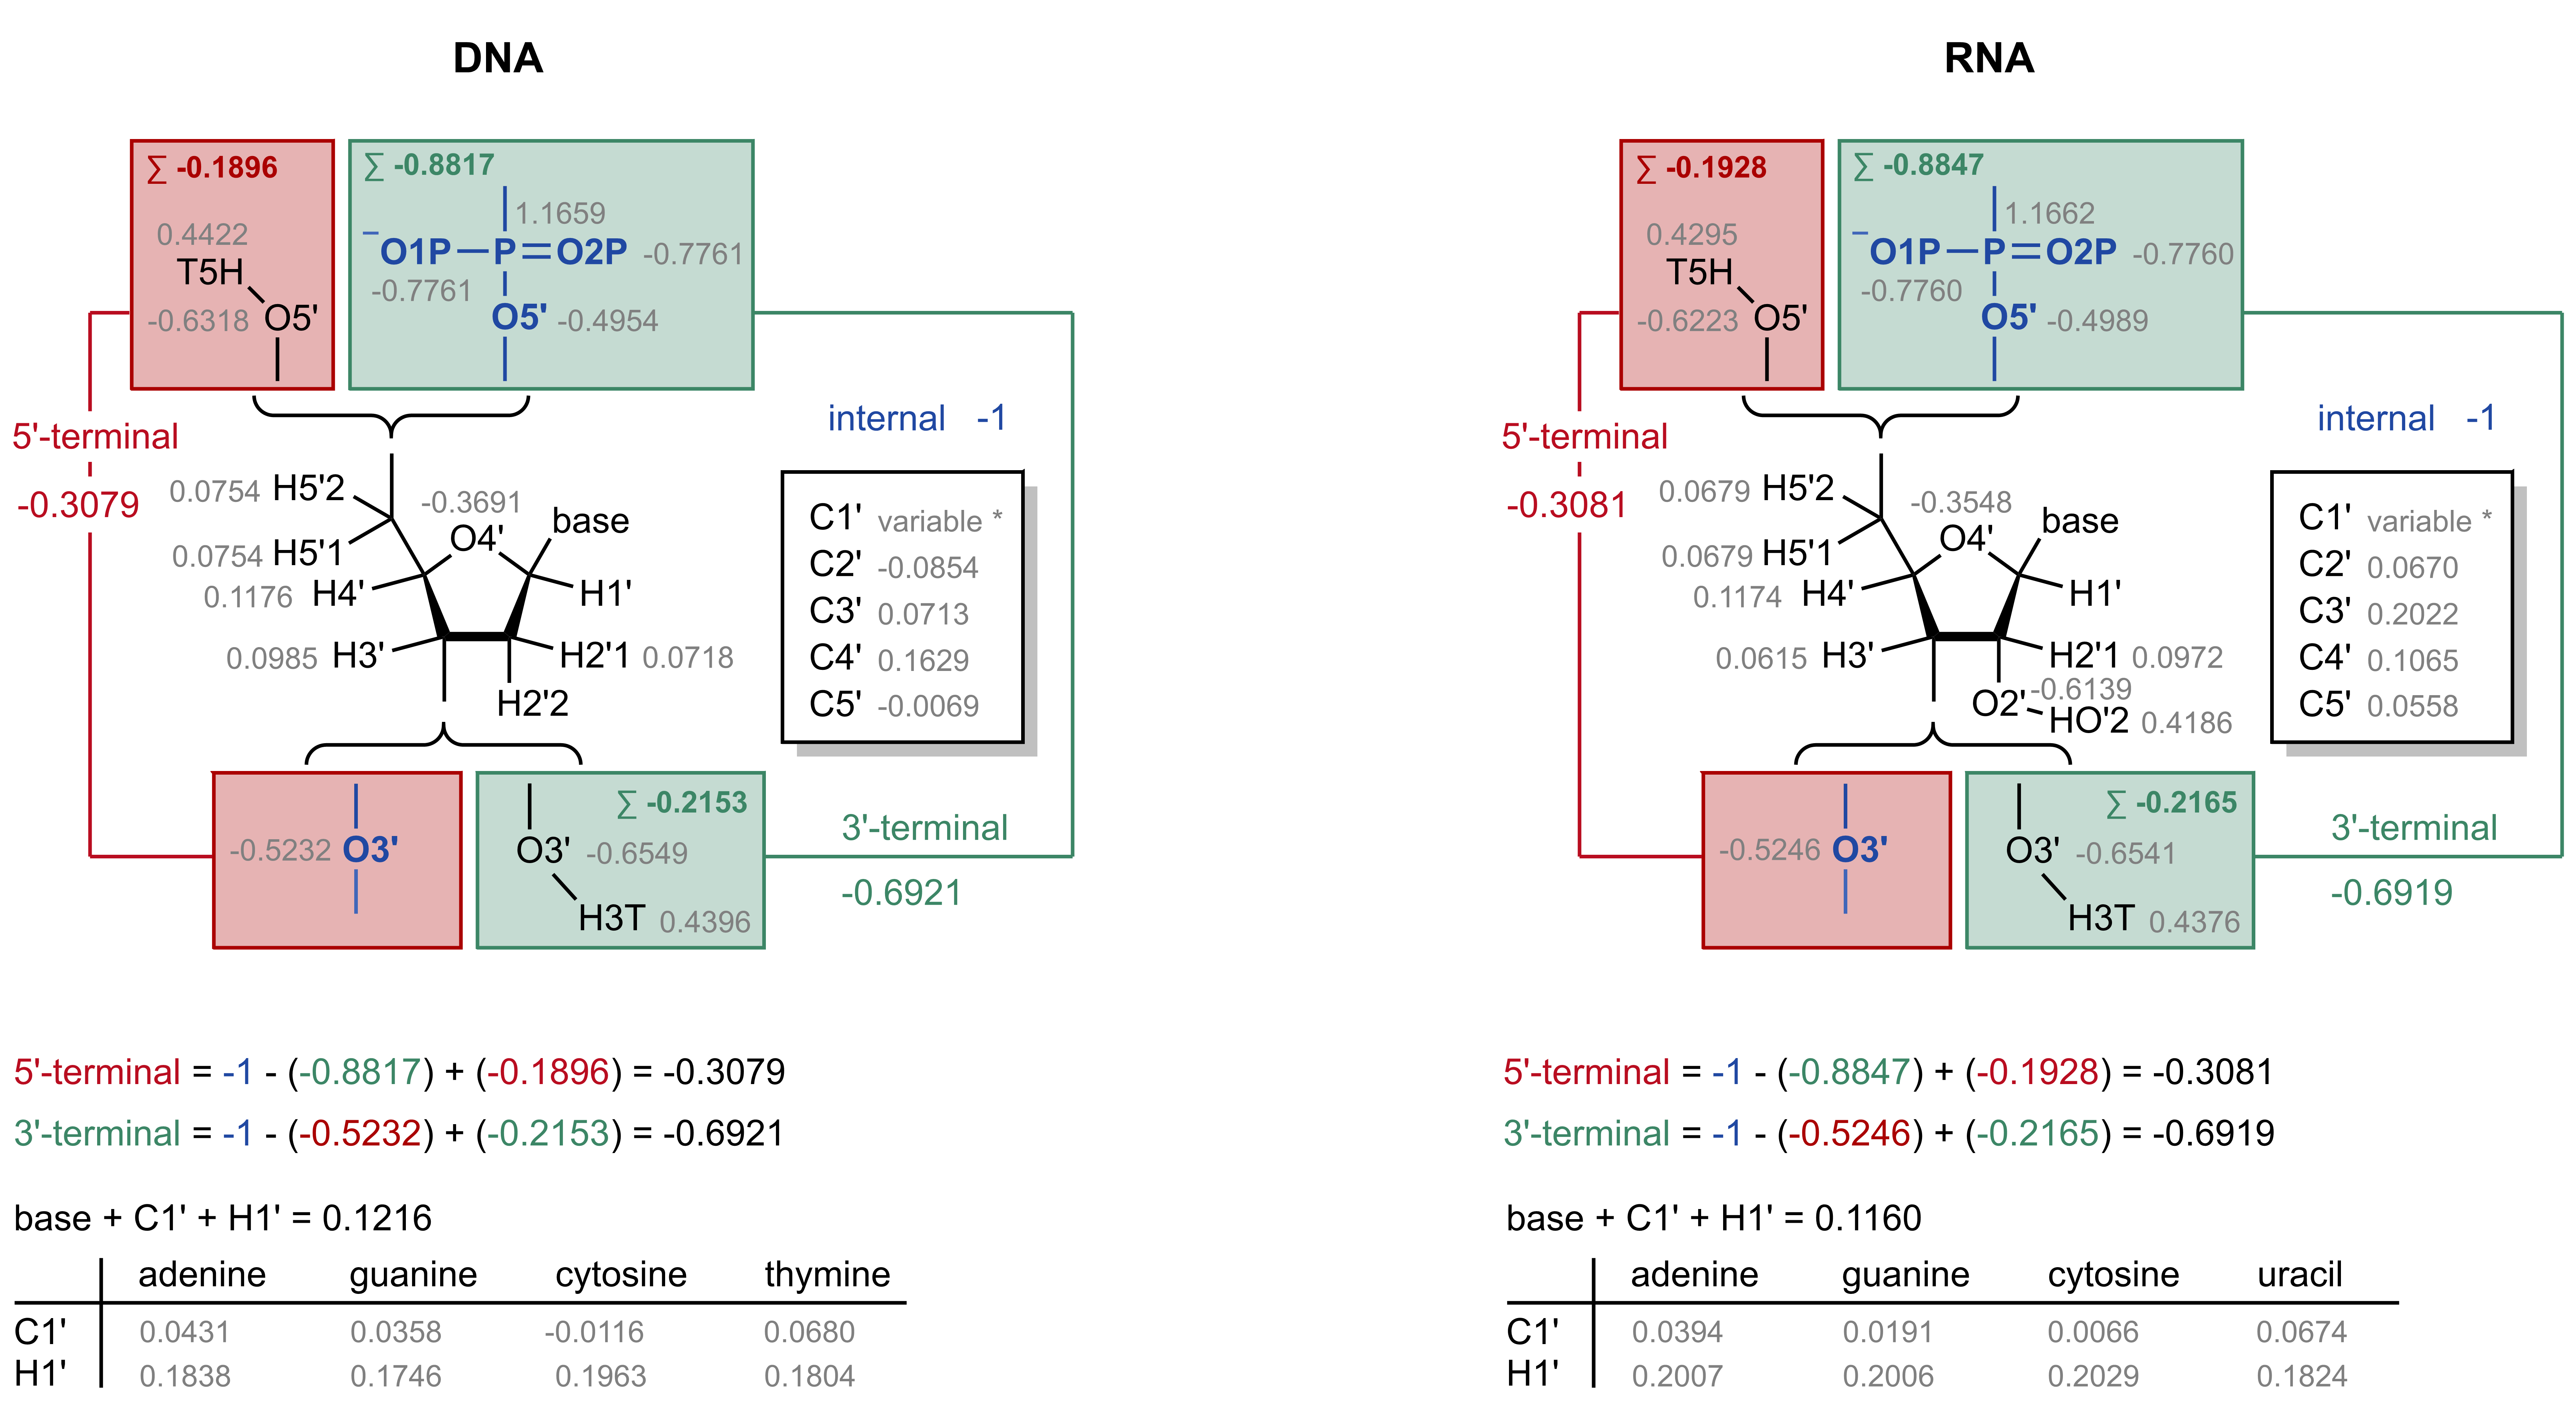 DNA
∑ -0.1896
0.4422
T5H
-0.6318 O5'
∑ -0.8817
1.1659
⁻O1P P O2P -0.7761
-0.7761
O5' -0.4954
5'-terminal
-0.3079
internal -1
0.0754 H5'2
-0.3691
O4'
base
0.0754 H5'1
0.1176 H4'
H1'
0.0985 H3'
H2'1 0.0718
H2'2
C1' variable *
C2' -0.0854
C3' 0.0713
C4' 0.1629
C5' -0.0069
-0.5232 O3'
∑ -0.2153
O3' -0.6549
H3T 0.4396
3'-terminal
-0.6921
5'-terminal = -1 - (-0.8817) + (-0.1896) = -0.3079
3'-terminal = -1 - (-0.5232) + (-0.2153) = -0.6921
base + C1' + H1' = 0.1216
adenine guanine cytosine thymine
C1' 0.0431 0.0358 -0.0116 0.0680
H1' 0.1838 0.1746 0.1963 0.1804
RNA
∑ -0.1928
0.4295
T5H
-0.6223 O5'
∑ -0.8847
1.1662
⁻O1P P O2P -0.7760
-0.7760
O5' -0.4989
5'-terminal
-0.3081
internal -1
0.0679 H5'2
-0.3548
O4'
base
0.0679 H5'1
0.1174 H4'
H1'
0.0615 H3'
H2'1 0.0972
-0.6139
O2'
HO'2 0.4186
C1' variable *
C2' 0.0670
C3' 0.2022
C4' 0.1065
C5' 0.0558
-0.5246 O3'
∑ -0.2165
O3' -0.6541
H3T 0.4376
3'-terminal
-0.6919
5'-terminal = -1 - (-0.8847) + (-0.1928) = -0.3081
3'-terminal = -1 - (-0.5246) + (-0.2165) = -0.6919
base + C1' + H1' = 0.1160
adenine guanine cytosine uracil
C1' 0.0394 0.0191 0.0066 0.0674
H1' 0.2007 0.2006 0.2029 0.1824